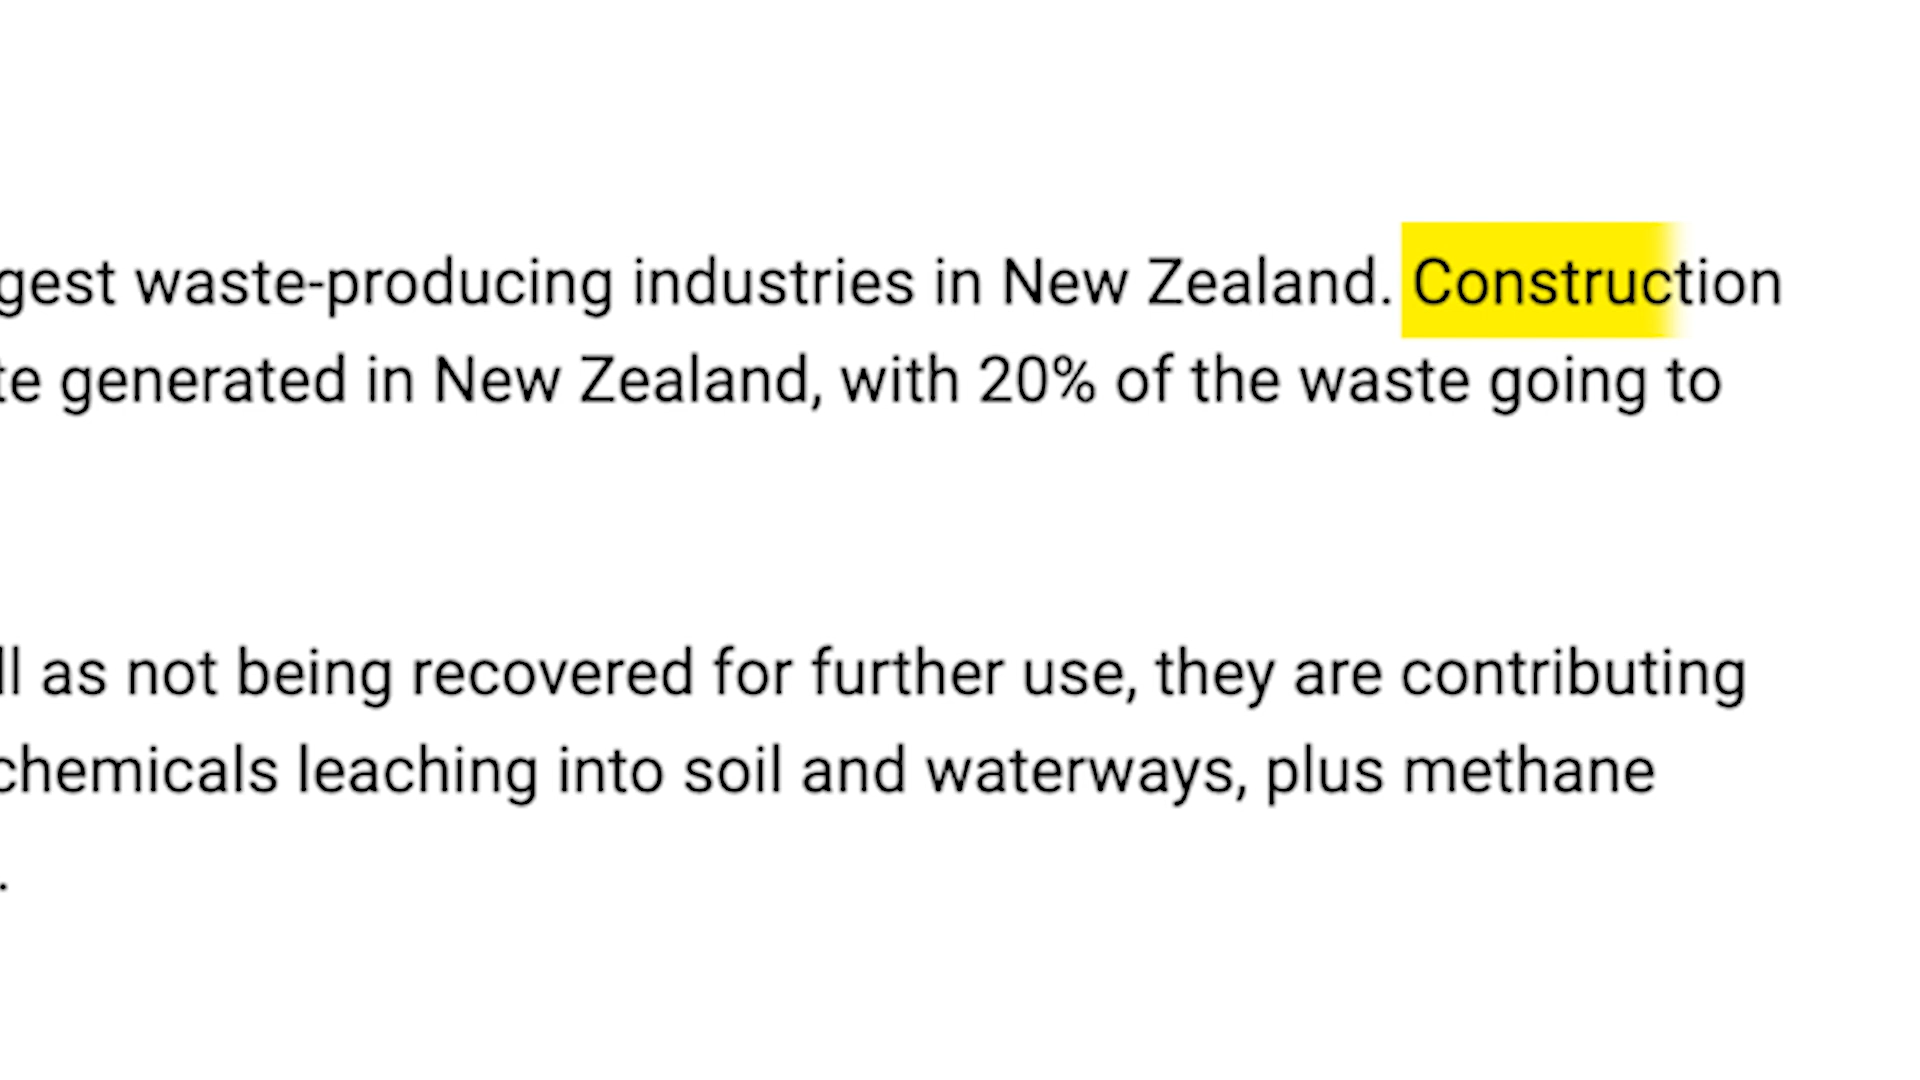 gest waste-producing industries in New Zealand. Construction
te generated in New Zealand, with 20% of the waste going to
ll as not being recovered for further use, they are contributing
chemicals leaching into soil and waterways, plus methane
.